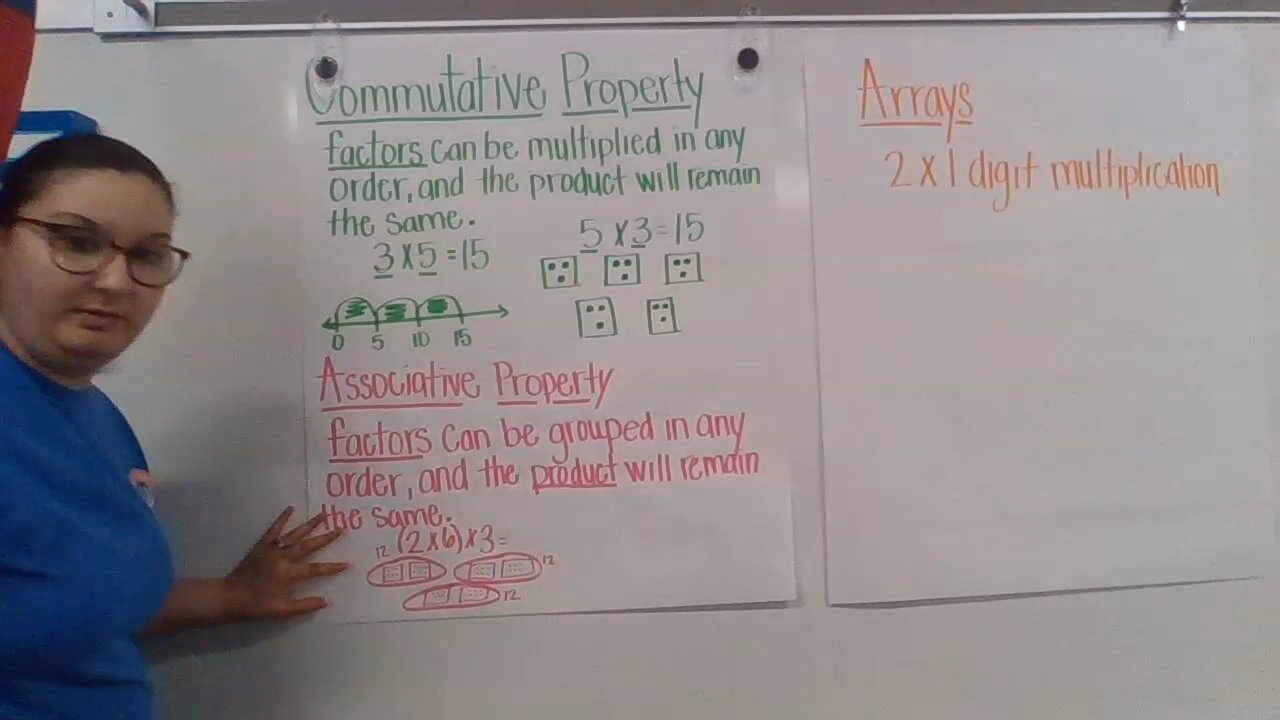 Commutative Property
factors can be multiplied in any
order, and the product will remain
the same.
3 x 5 = 15
5 x 3 = 15
0 5 10 15
Associative Property
factors can be grouped in any
order, and the product will remain
the same.
(2x6) x 3 =
12
12
12
Arrays
2 x 1 digit multiplication